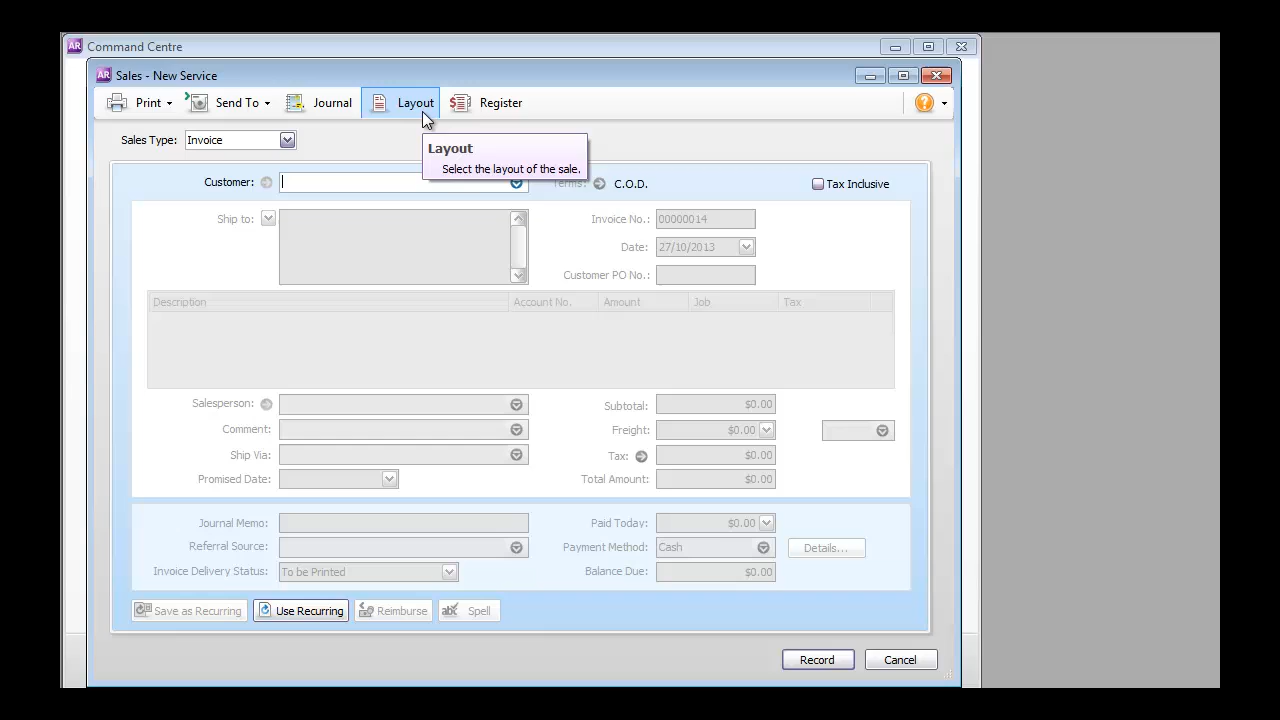 AR Command Centre
AR Sales - New Service
Print Send To Journal Layout Register ?
Sales Type: Invoice
Layout
Select the layout of the sale.
Customer: Terms: C.O.D. Tax Inclusive
Ship to: Invoice No.: 00000014
Date: 27/10/2013
Customer PO No.:
Description Account No. Amount Job Tax
Salesperson: Subtotal: $0.00
Comment: Freight: $0.00
Ship Via: Tax: $0.00
Promised Date: Total Amount: $0.00
Journal Memo: Paid Today: $0.00
Referral Source: Payment Method: Cash Details...
Invoice Delivery Status: To be Printed Balance Due: $0.00
Save as Recurring Use Recurring Reimburse abc Spell
Record Cancel